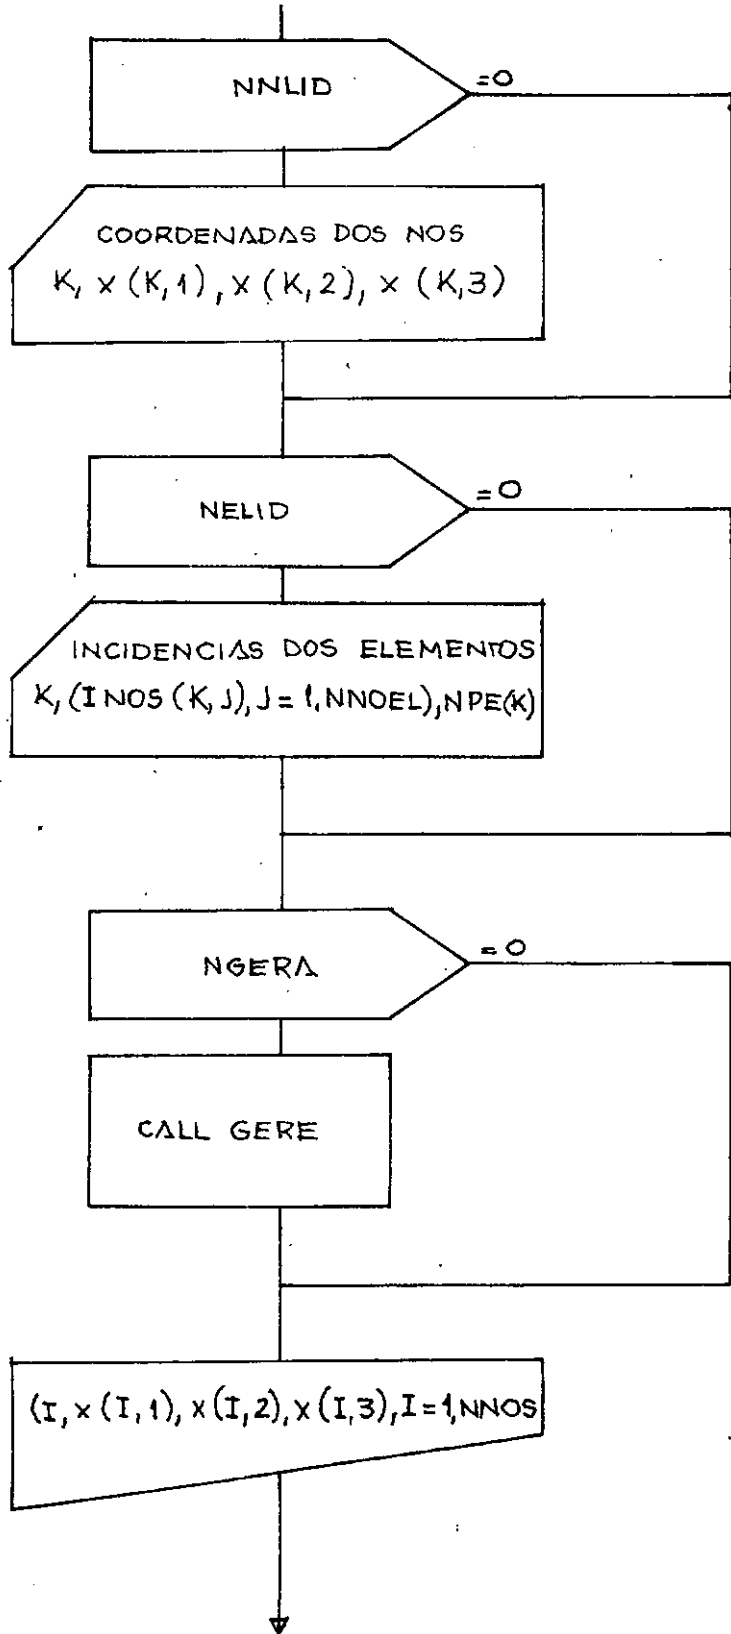 NNLID
=0
COORDENADAS DOS NOS
K, X (K,1), X (K,2), X (K,3)
NELID
=0
INCIDENCIAS DOS ELEMENTOS
K, (INOS (K,J), J=1,NNOEL), NPE(K)
NGERA
=0
CALL GERE
(I, X (I,1), X (I,2), X (I,3), I=1,NNOS